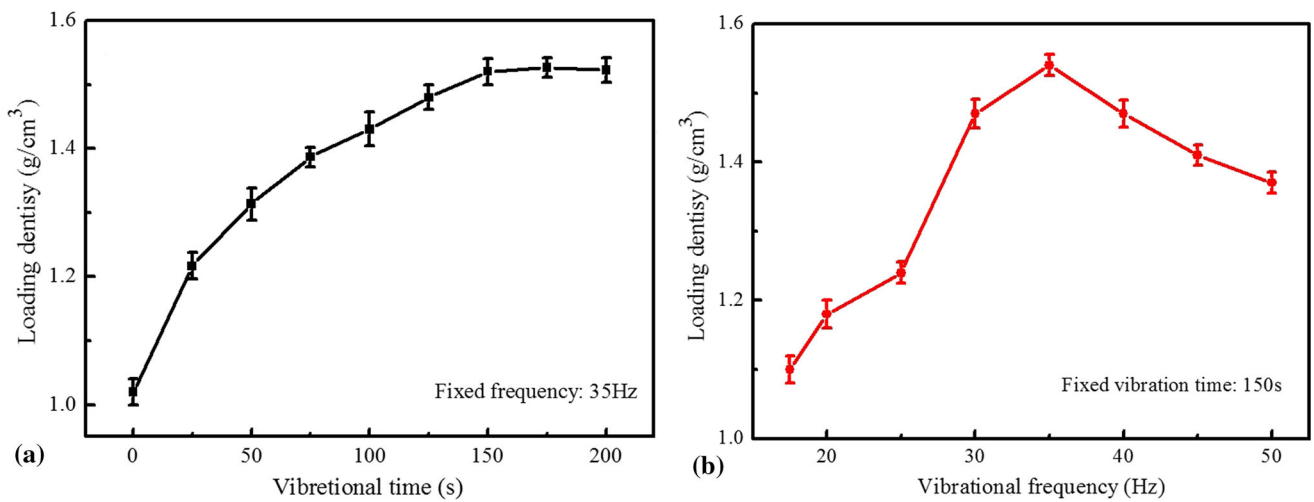 1.6
1.4
1.2
1.0
Loading dentisy (g/cm³)
Fixed frequency: 35Hz
0 50 100 150 200
Vibretional time (s)
(a)
1.6
1.4
1.2
1.0
Loading dentisy (g/cm³)
Fixed vibration time: 150s
20 30 40 50
Vibrational frequency (Hz)
(b)